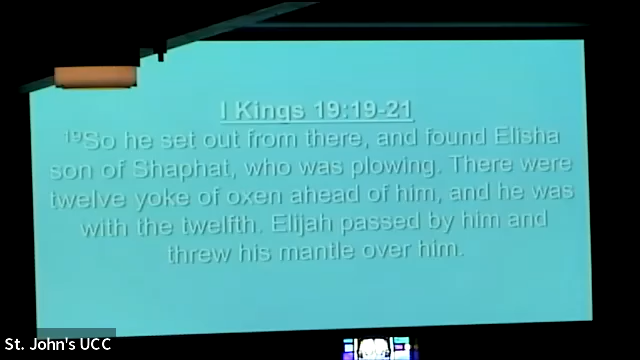 I Kings 19:19-21
19So he set out from there, and found Elisha
son of Shaphat, who was plowing. There were
twelve yoke of oxen ahead of him, and he was
with the twelfth. Elijah passed by him and
threw his mantle over him.
St. John's UCC